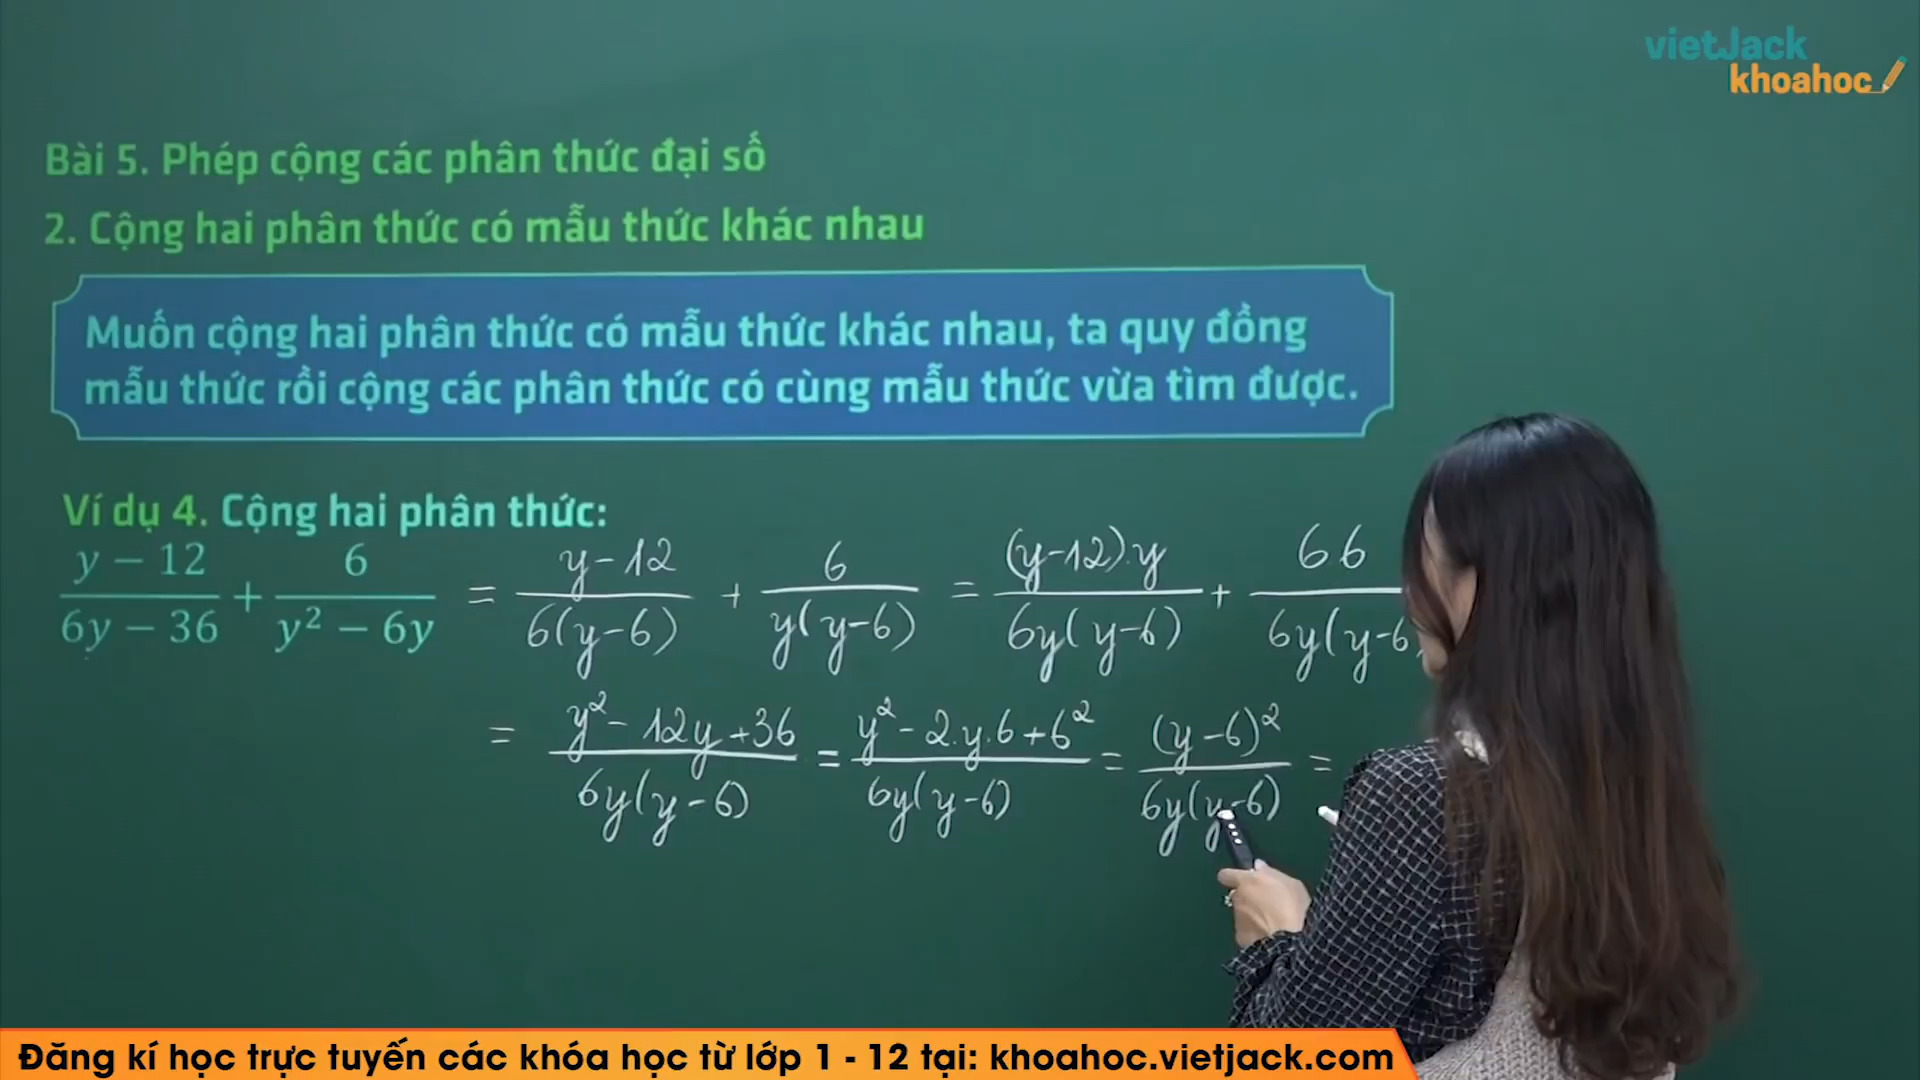 vietJack
khoahoc
Bài 5. Phép cộng các phân thức đại số
2. Cộng hai phân thức có mẫu thức khác nhau
Muốn cộng hai phân thức có mẫu thức khác nhau, ta quy đồng
mẫu thức rồi cộng các phân thức có cùng mẫu thức vừa tìm được.
Ví dụ 4. Cộng hai phân thức:
(y − 12)/(6y − 36) + 6/(y² − 6y) = (y-12)/(6(y-6)) + 6/(y(y-6)) = ((y-12).y)/(6y(y-6)) + (6.6)/(6y(y-6
= (y²-12y+36)/(6y(y-6)) = (y²-2.y.6+6²)/(6y(y-6)) = (y-6)²/(6y(y-6)) =
Đăng kí học trực tuyến các khóa học từ lớp 1 - 12 tại: khoahoc.vietjack.com